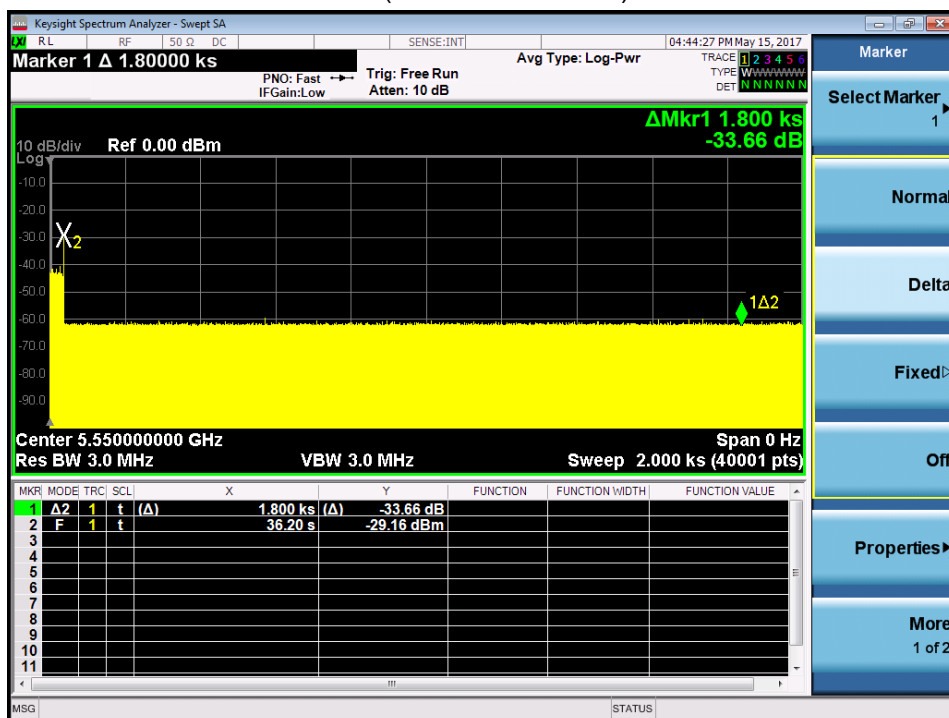 Keysight Spectrum Analyzer - Swept SA
LXI RL RF 50 Ω DC SENSE:INT 04:44:27 PM May 15, 2017
Marker 1 Δ 1.80000 ks
PNO: Fast
IFGain:Low
Trig: Free Run
Atten: 10 dB
Avg Type: Log-Pwr
TRACE 1 2 3 4 5 6
TYPE WWWWWW
DET N N N N N N
ΔMkr1 1.800 ks
-33.66 dB
10 dB/div Ref 0.00 dBm
Log
-10.0
-20.0
-30.0
-40.0
-50.0
-60.0
-70.0
-80.0
-90.0
X2
1Δ2
Center 5.550000000 GHz Span 0 Hz
Res BW 3.0 MHz VBW 3.0 MHz Sweep 2.000 ks (40001 pts)
MKR MODE TRC SCL X Y FUNCTION FUNCTION WIDTH FUNCTION VALUE
1 Δ2 1 t (Δ) 1.800 ks (Δ) -33.66 dB
2 F 1 t 36.20 s -29.16 dBm
3
4
5
6
7
8
9
10
11
MSG STATUS
Marker
Select Marker
1
Normal
Delta
Fixed
Off
Properties
More
1 of 2